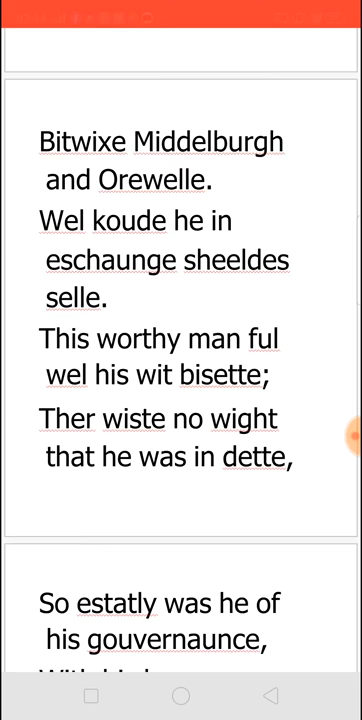 Bitwixe Middelburgh
and Orewelle.
Wel koude he in
eschaunge sheeldes
selle.
This worthy man ful
wel his wit bisette;
Ther wiste no wight
that he was in dette,
So estatly was he of
his gouvernaunce,